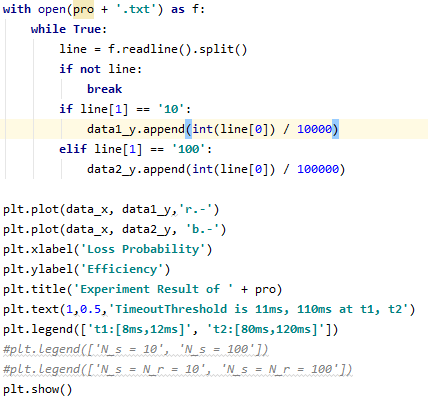 with open(pro + '.txt') as f:
    while True:
        line = f.readline().split()
        if not line:
            break
        if line[1] == '10':
            data1_y.append(int(line[0]) / 10000)
        elif line[1] == '100':
            data2_y.append(int(line[0]) / 100000)
plt.plot(data_x, data1_y,'r.-')
plt.plot(data_x, data2_y, 'b.-')
plt.xlabel('Loss Probability')
plt.ylabel('Efficiency')
plt.title('Experiment Result of ' + pro)
plt.text(1,0.5,'TimeoutThreshold is 11ms, 110ms at t1, t2')
plt.legend(['t1:[8ms,12ms]', 't2:[80ms,120ms]'])
#plt.legend(['N_s = 10', 'N_s = 100'])
#plt.legend(['N_s = N_r = 10', 'N_s = N_r = 100'])
plt.show()